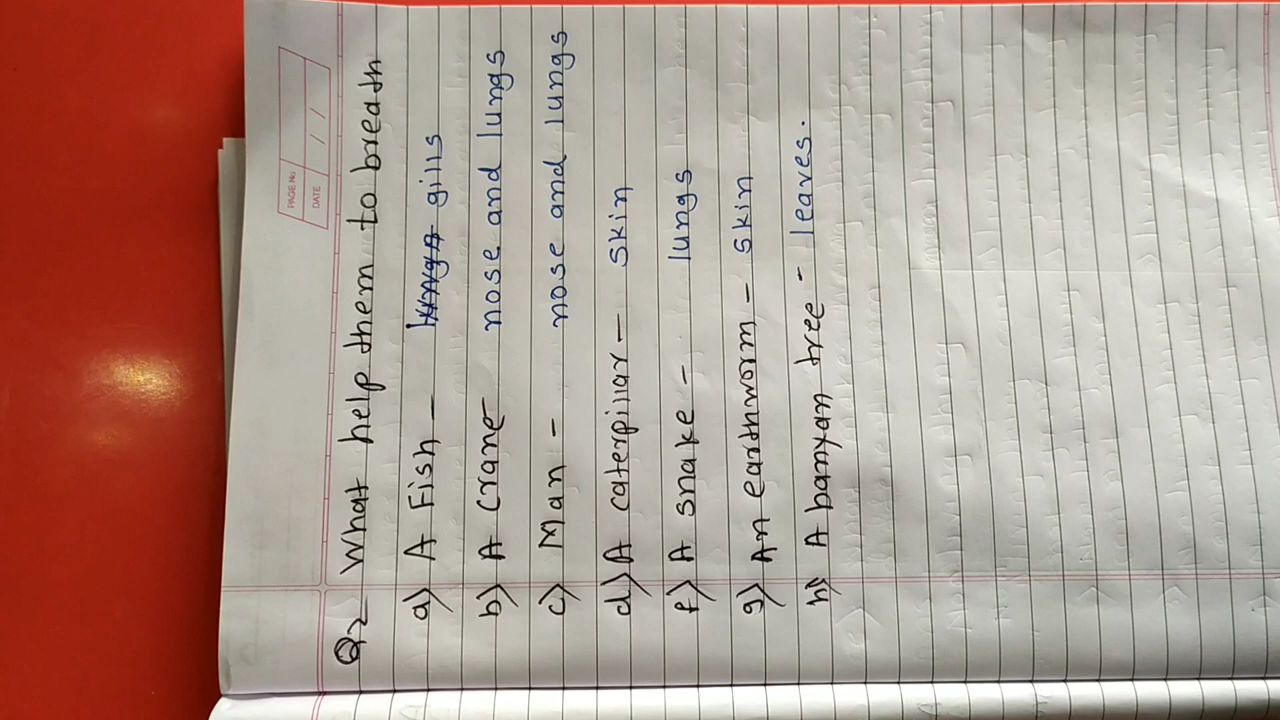 PAGE No.
DATE / /
Q2 What help them to breath
a) A Fish - lungs gills
b) A crane nose and lungs
c) Man - nose and lungs
d) A caterpillar - skin
f) A snake - lungs
g) An earthworm - skin
h) A banyan tree - leaves.